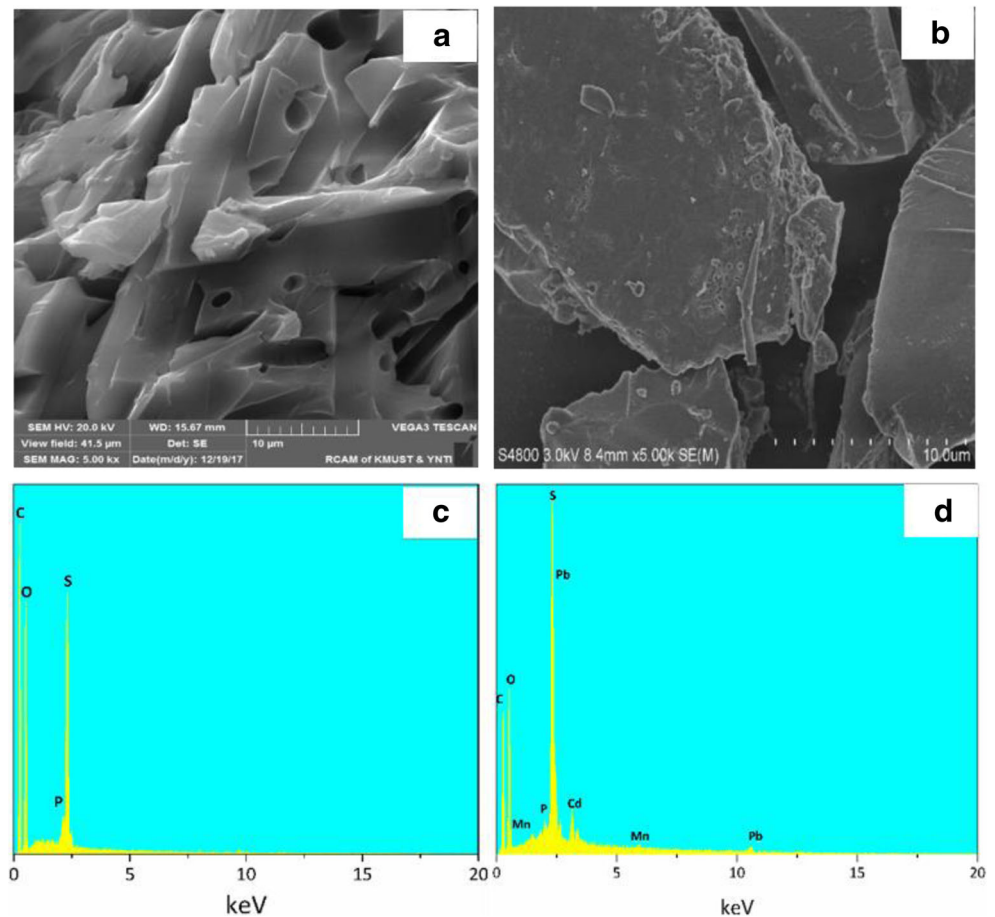 a
b
SEM HV: 20.0 kV WD: 15.67 mm VEGA3 TESCAN
View field: 41.5 µm Det: SE 10 µm
SEM MAG: 5.00 kx Date(m/d/y): 12/19/17 RCAM of KMUST & YNTI
S4800 3.0kV 8.4mm x5.00k SE(M) 10.0um
c
C
O
S
P
0 5 10 15 20
keV
d
S
Pb
O
C
Mn P Cd Mn Pb
0 5 10 15 20
keV